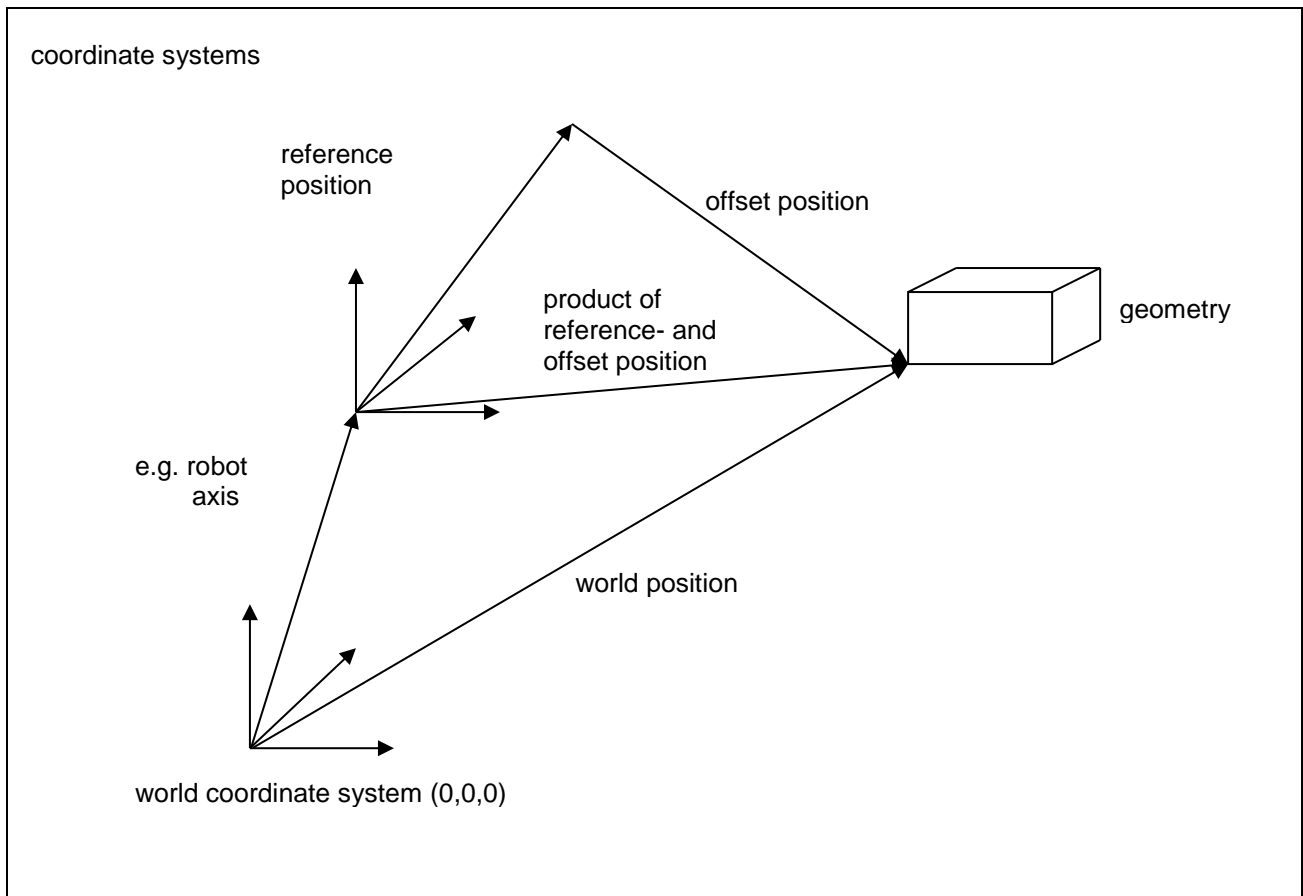 coordinate systems
reference
position
offset position
product of
reference- and
offset position
geometry
e.g. robot
axis
world position
world coordinate system (0,0,0)